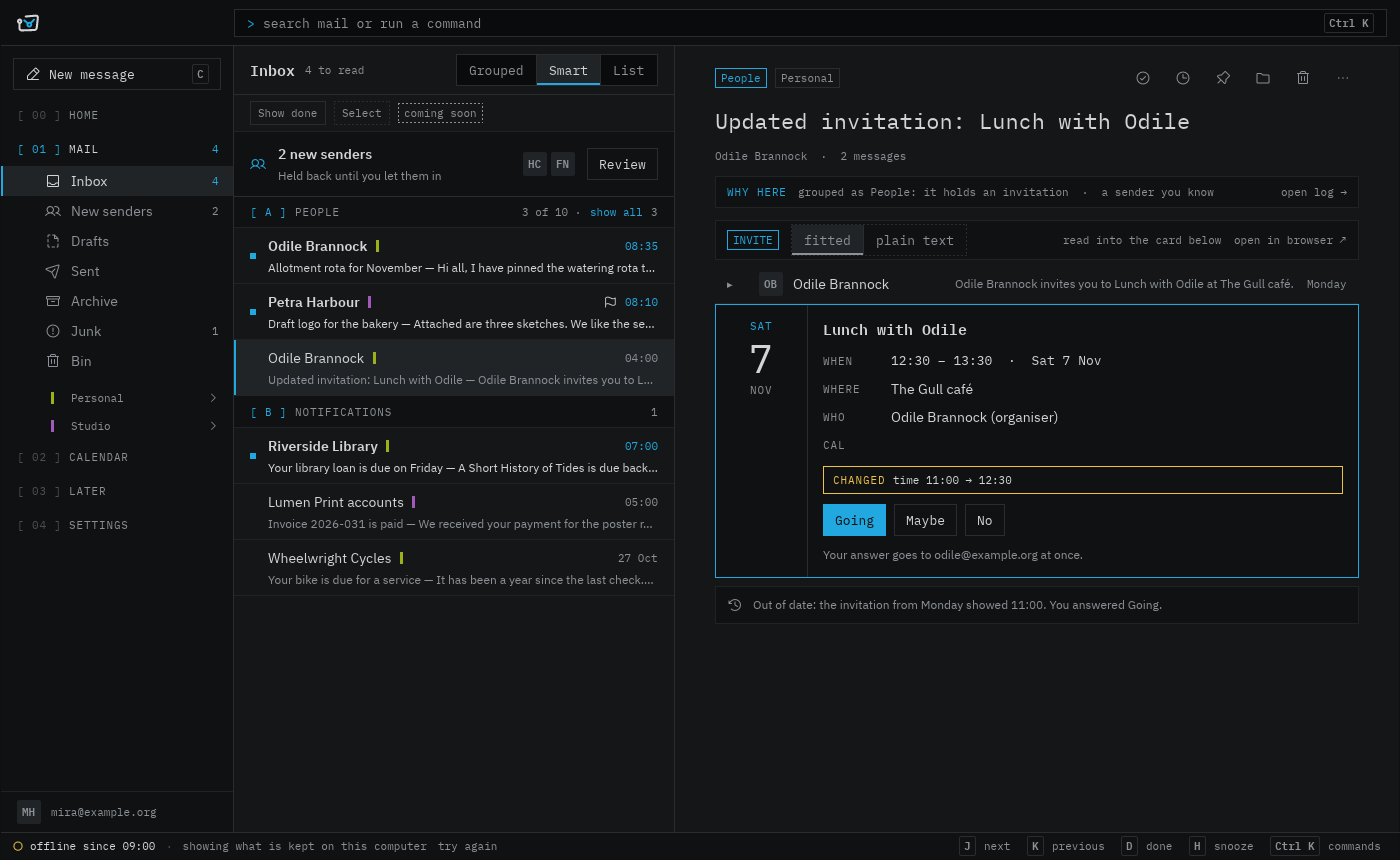 > search mail or run a command Ctrl K
New message C
[ 00 ] HOME
[ 01 ] MAIL 4
Inbox 4
New senders 2
Drafts
Sent
Archive
Junk 1
Bin
Personal
Studio
[ 02 ] CALENDAR
[ 03 ] LATER
[ 04 ] SETTINGS
MH mira@example.org
Inbox 4 to read Grouped Smart List
Show done Select coming soon
2 new senders
Held back until you let them in
HC FN Review
[ A ] PEOPLE 3 of 10 · show all 3
Odile Brannock 08:35
Allotment rota for November — Hi all, I have pinned the watering rota t…
Petra Harbour 08:10
Draft logo for the bakery — Attached are three sketches. We like the se…
Odile Brannock 04:00
Updated invitation: Lunch with Odile — Odile Brannock invites you to L…
[ B ] NOTIFICATIONS 1
Riverside Library 07:00
Your library loan is due on Friday — A Short History of Tides is due back…
Lumen Print accounts 05:00
Invoice 2026-031 is paid — We received your payment for the poster r…
Wheelwright Cycles 27 Oct
Your bike is due for a service — It has been a year since the last check.…
People Personal
Updated invitation: Lunch with Odile
Odile Brannock · 2 messages
WHY HERE grouped as People: it holds an invitation · a sender you know open log →
INVITE fitted plain text read into the card below open in browser ↗
▸ OB Odile Brannock Odile Brannock invites you to Lunch with Odile at The Gull café. Monday
SAT
7
NOV
Lunch with Odile
WHEN 12:30 – 13:30 · Sat 7 Nov
WHERE The Gull café
WHO Odile Brannock (organiser)
CAL
CHANGED time 11:00 → 12:30
Going Maybe No
Your answer goes to odile@example.org at once.
Out of date: the invitation from Monday showed 11:00. You answered Going.
offline since 09:00 · showing what is kept on this computer try again
J next K previous D done H snooze Ctrl K commands